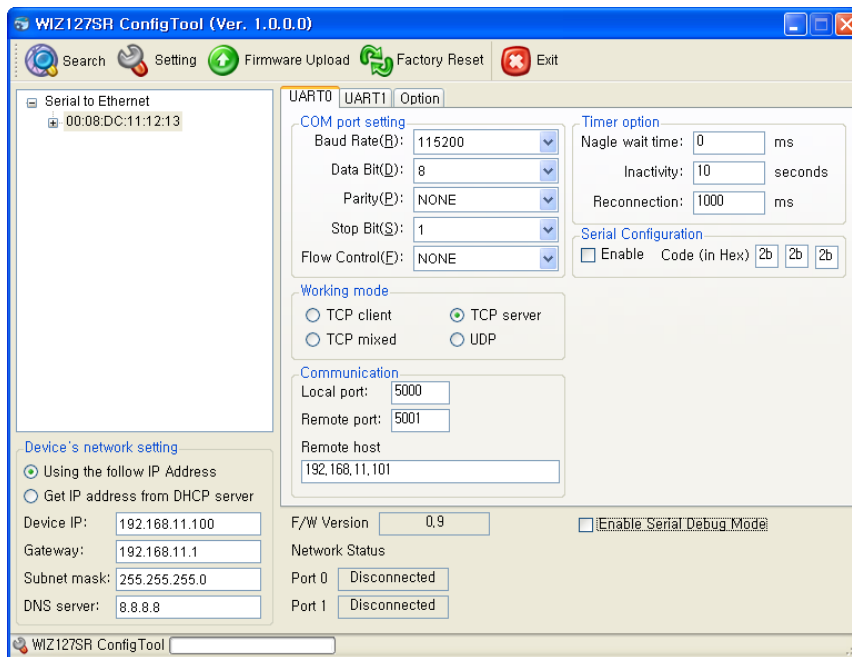 WIZ127SR ConfigTool (Ver. 1.0.0.0)
Search Setting Firmware Upload Factory Reset Exit
Serial to Ethernet
00:08:DC:11:12:13
UART0 UART1 Option
COM port setting
Baud Rate(R): 115200
Data Bit(D): 8
Parity(P): NONE
Stop Bit(S): 1
Flow Control(F): NONE
Timer option
Nagle wait time: 0 ms
Inactivity: 10 seconds
Reconnection: 1000 ms
Serial Configuration
Enable Code (in Hex) 2b 2b 2b
Working mode
TCP client TCP server
TCP mixed UDP
Communication
Local port: 5000
Remote port: 5001
Remote host
192,168,11,101
Device's network setting
Using the follow IP Address
Get IP address from DHCP server
Device IP: 192.168.11.100
Gateway: 192.168.11.1
Subnet mask: 255.255.255.0
DNS server: 8.8.8.8
F/W Version 0,9
Enable Serial Debug Mode
Network Status
Port 0 Disconnected
Port 1 Disconnected
WIZ127SR ConfigTool